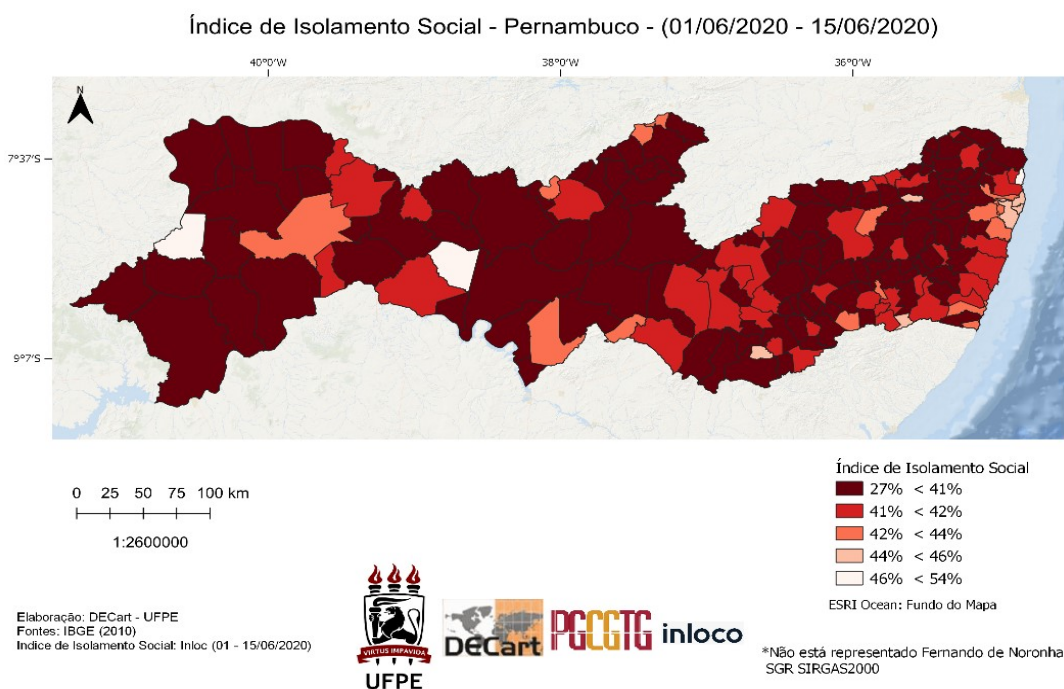 Índice de Isolamento Social - Pernambuco - (01/06/2020 - 15/06/2020)
40°0'W 38°0'W 36°0'W
N
7°37'S
9°7'S
Índice de Isolamento Social
27% < 41%
41% < 42%
42% < 44%
44% < 46%
46% < 54%
ESRI Ocean: Fundo do Mapa
0 25 50 75 100 km
1:2600000
Elaboração: DECart - UFPE
Fontes: IBGE (2010)
Indice de Isolamento Social: Inloc (01 - 15/06/2020)
VIRTUS IMPAVIDA
UFPE
DECart
PGCGTG
inloco
*Não está representado Fernando de Noronha
SGR SIRGAS2000